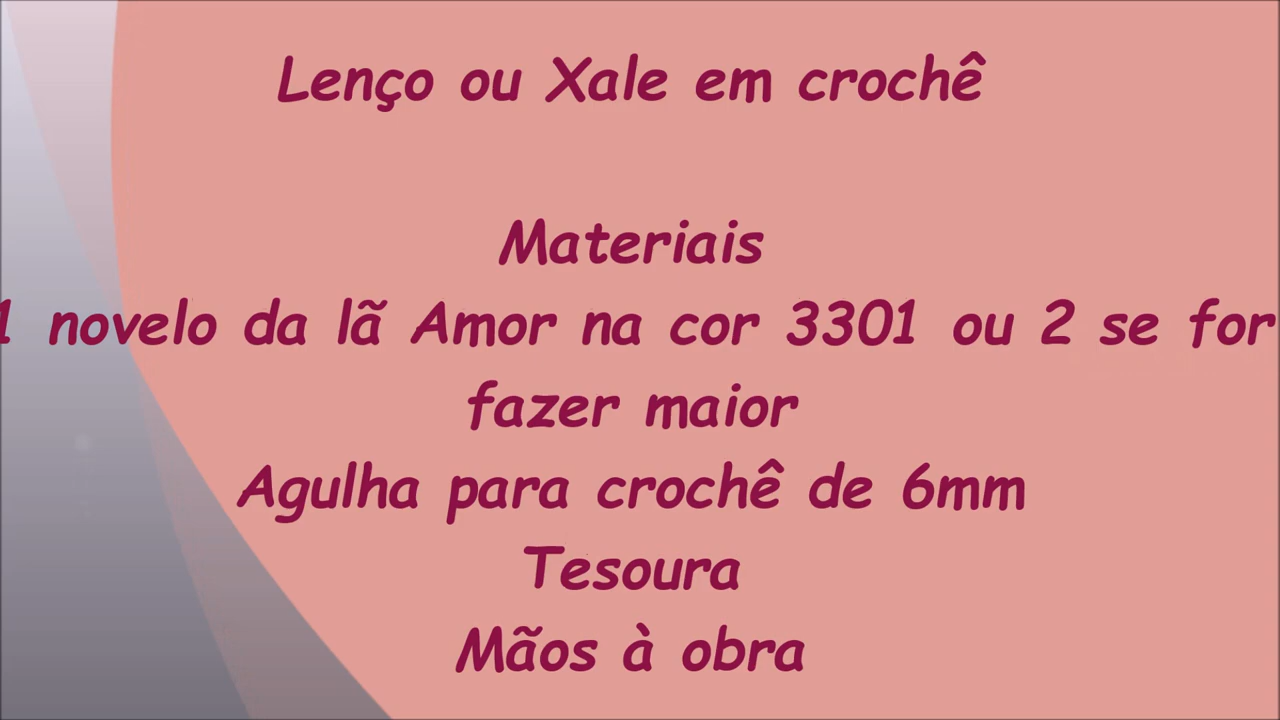 Lenço ou Xale em crochê
Materiais
1 novelo da lã Amor na cor 3301 ou 2 se for
fazer maior
Agulha para crochê de 6mm
Tesoura
Mãos à obra